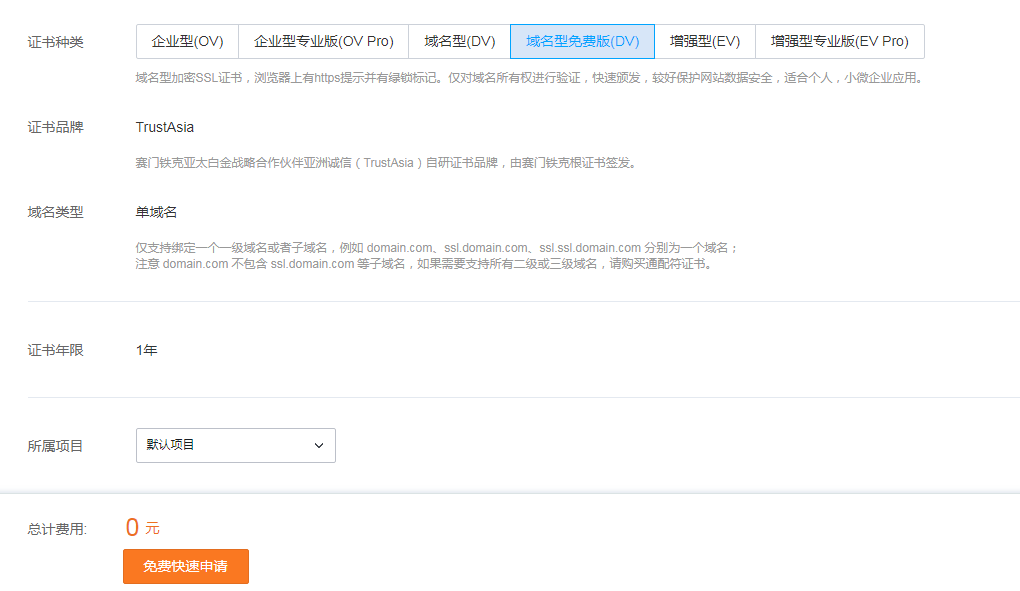 证书种类 企业型(OV) 企业型专业版(OV Pro) 域名型(DV) 域名型免费版(DV) 增强型(EV) 增强型专业版(EV Pro)
域名型加密SSL证书，浏览器上有https提示并有绿锁标记。仅对域名所有权进行验证，快速颁发，较好保护网站数据安全，适合个人，小微企业应用。
证书品牌 TrustAsia
赛门铁克亚太白金战略合作伙伴亚洲诚信（TrustAsia）自研证书品牌，由赛门铁克根证书签发。
域名类型 单域名
仅支持绑定一个一级域名或者子域名，例如 domain.com、ssl.domain.com、ssl.ssl.domain.com 分别为一个域名；
注意 domain.com 不包含 ssl.domain.com 等子域名，如果需要支持所有二级或三级域名，请购买通配符证书。
证书年限 1年
所属项目 默认项目
总计费用: 0 元
免费快速申请